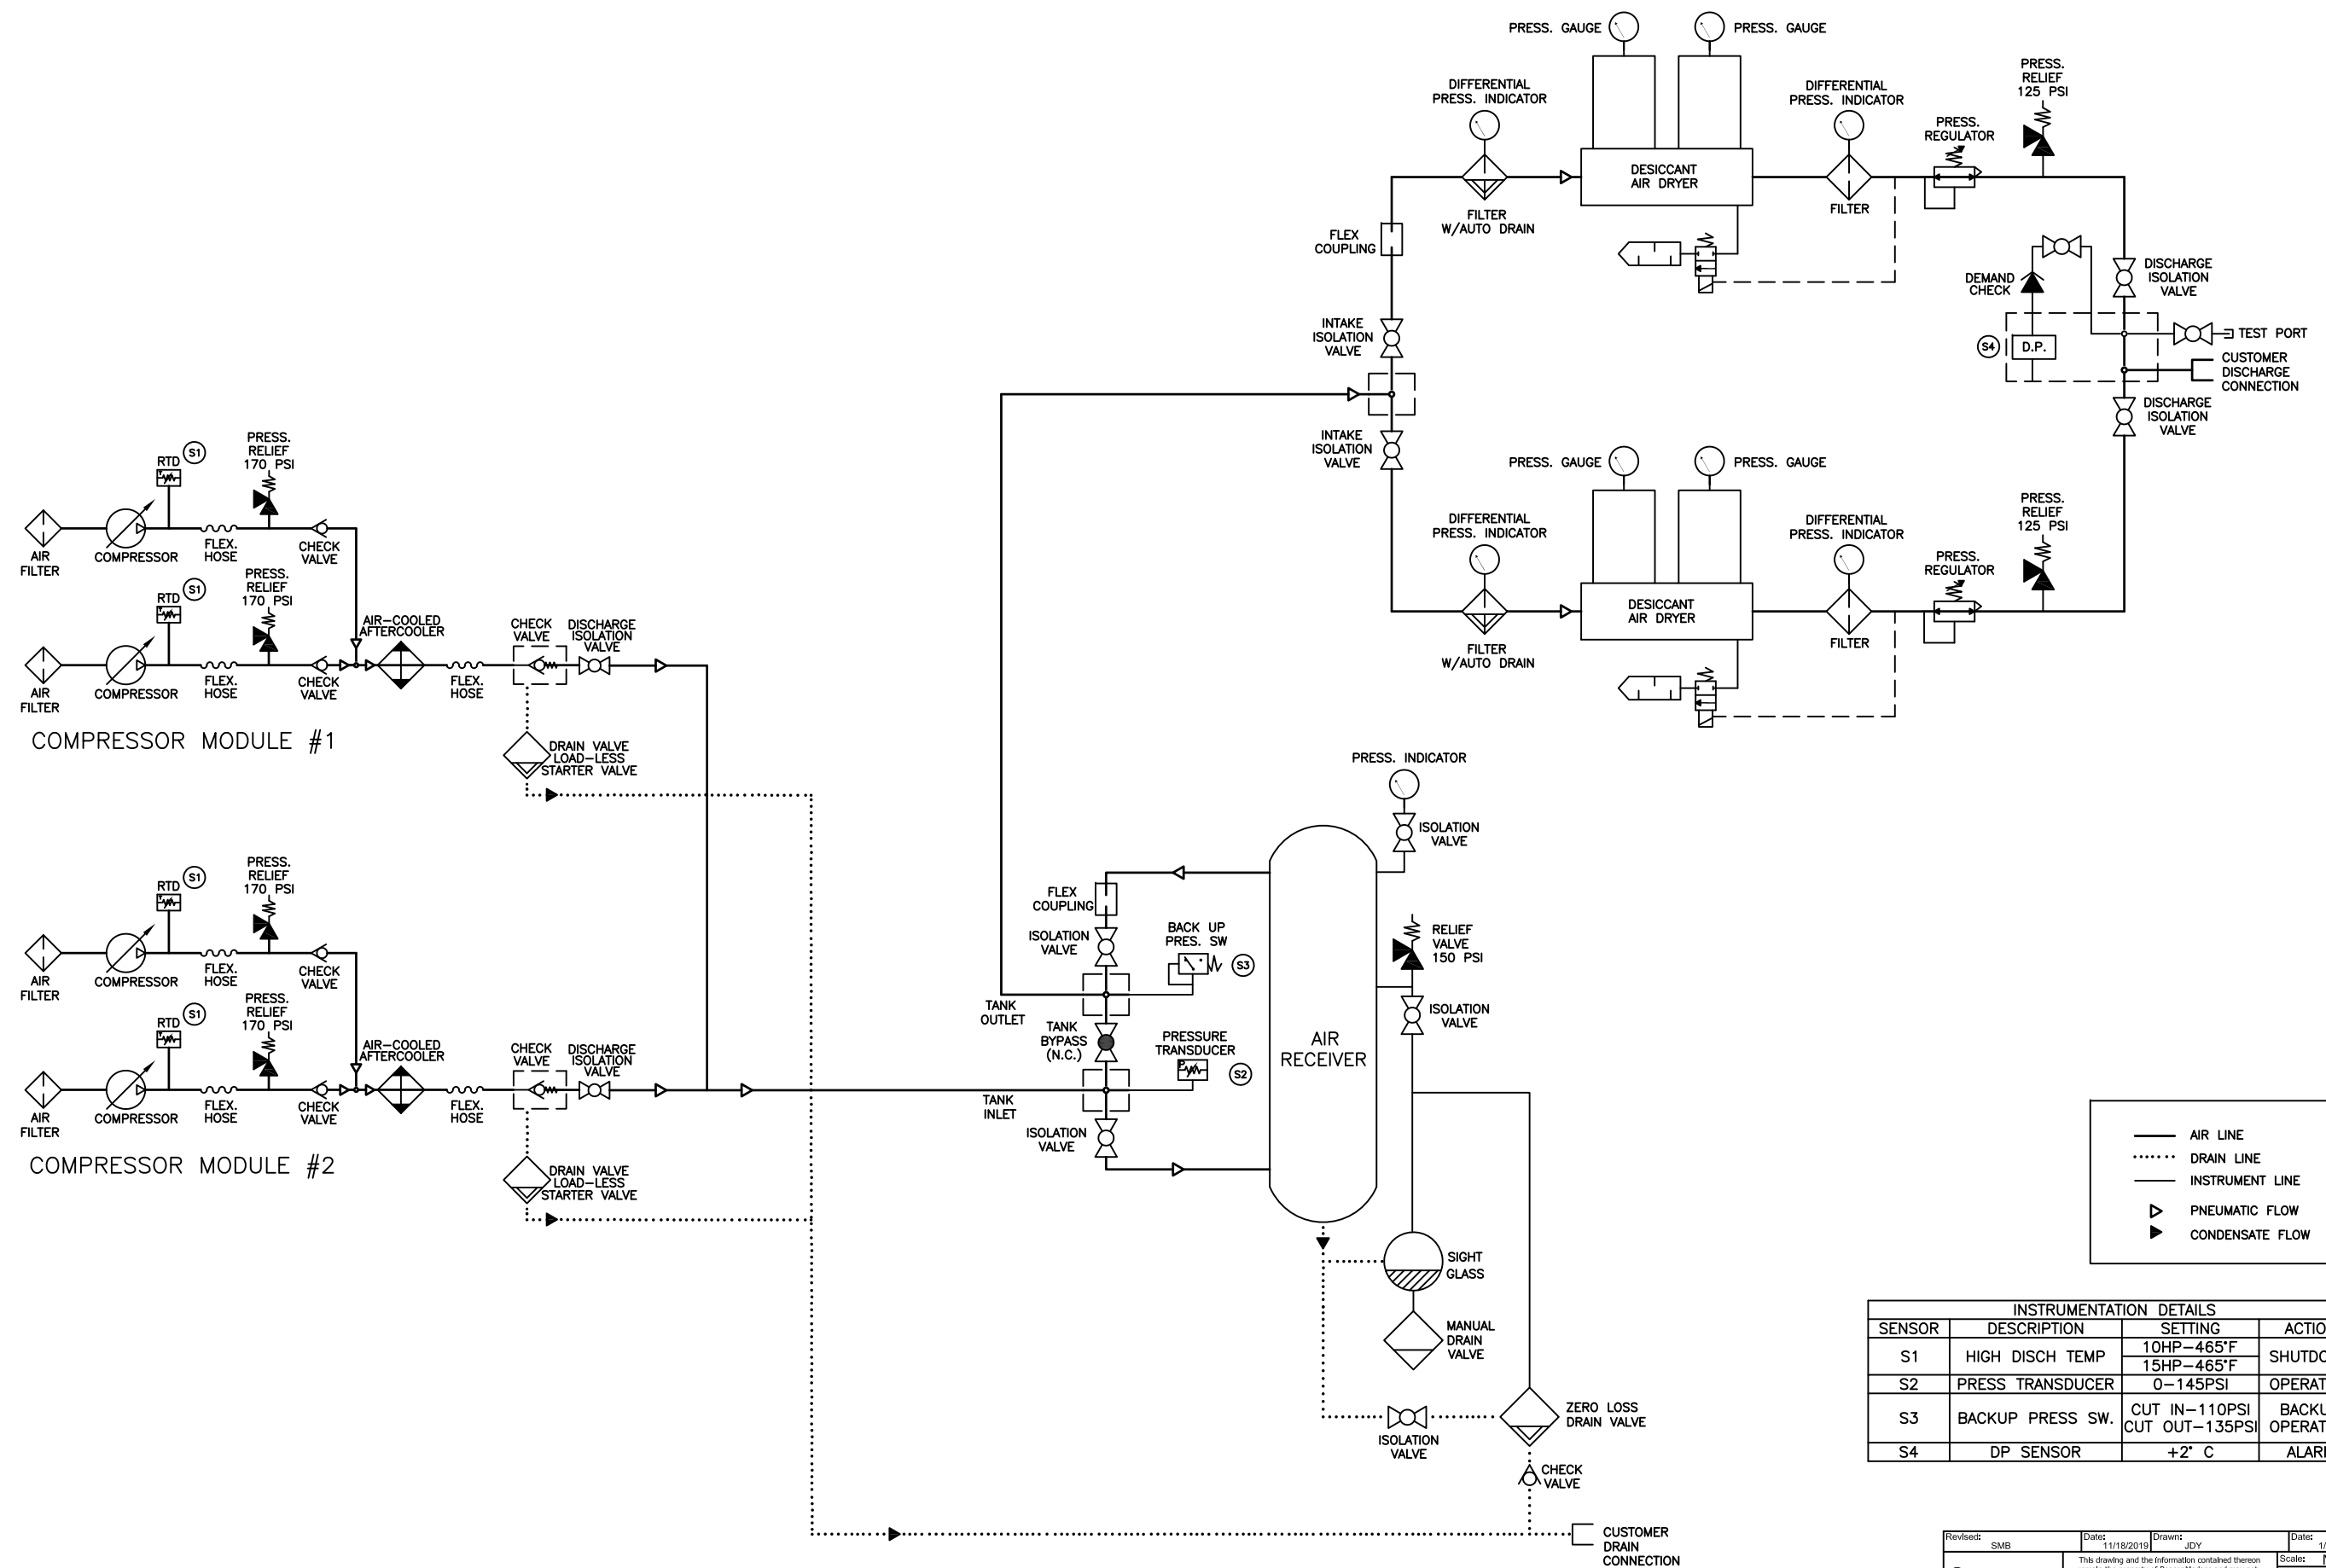 PRESS. GAUGE
PRESS. GAUGE
DIFFERENTIAL
PRESS. INDICATOR
DIFFERENTIAL
PRESS. INDICATOR
PRESS.
RELIEF
125 PSI
PRESS.
REGULATOR
DESICCANT
AIR DRYER
FILTER
W/AUTO DRAIN
FILTER
FLEX
COUPLING
DEMAND
CHECK
DISCHARGE
ISOLATION
VALVE
INTAKE
ISOLATION
VALVE
S4
D.P.
TEST PORT
CUSTOMER
DISCHARGE
CONNECTION
DISCHARGE
ISOLATION
VALVE
INTAKE
ISOLATION
VALVE
PRESS. GAUGE
PRESS. GAUGE
DIFFERENTIAL
PRESS. INDICATOR
DIFFERENTIAL
PRESS. INDICATOR
PRESS.
RELIEF
125 PSI
PRESS.
REGULATOR
DESICCANT
AIR DRYER
FILTER
W/AUTO DRAIN
FILTER
RTD
S1
PRESS.
RELIEF
170 PSI
AIR
FILTER
COMPRESSOR
FLEX.
HOSE
CHECK
VALVE
RTD
S1
PRESS.
RELIEF
170 PSI
AIR-COOLED
AFTERCOOLER
CHECK
VALVE
DISCHARGE
ISOLATION
VALVE
AIR
FILTER
COMPRESSOR
FLEX.
HOSE
CHECK
VALVE
FLEX.
HOSE
COMPRESSOR MODULE #1
DRAIN VALVE
LOAD-LESS
STARTER VALVE
RTD
S1
PRESS.
RELIEF
170 PSI
AIR
FILTER
COMPRESSOR
FLEX.
HOSE
CHECK
VALVE
RTD
S1
PRESS.
RELIEF
170 PSI
AIR-COOLED
AFTERCOOLER
CHECK
VALVE
DISCHARGE
ISOLATION
VALVE
AIR
FILTER
COMPRESSOR
FLEX.
HOSE
CHECK
VALVE
FLEX.
HOSE
COMPRESSOR MODULE #2
DRAIN VALVE
LOAD-LESS
STARTER VALVE
PRESS. INDICATOR
ISOLATION
VALVE
FLEX
COUPLING
ISOLATION
VALVE
BACK UP
PRES. SW
S3
RELIEF
VALVE
150 PSI
TANK
OUTLET
TANK
BYPASS
(N.C.)
PRESSURE
TRANSDUCER
P
S2
AIR
RECEIVER
ISOLATION
VALVE
TANK
INLET
ISOLATION
VALVE
SIGHT
GLASS
MANUAL
DRAIN
VALVE
ZERO LOSS
DRAIN VALVE
ISOLATION
VALVE
CHECK
VALVE
CUSTOMER
DRAIN
CONNECTION
AIR LINE
DRAIN LINE
INSTRUMENT LINE
PNEUMATIC FLOW
CONDENSATE FLOW
INSTRUMENTATION DETAILS
SENSOR DESCRIPTION SETTING
S1 HIGH DISCH TEMP 10HP-465°F
15HP-465°F
S2 PRESS TRANSDUCER 0-145PSI
S3 BACKUP PRESS SW. CUT IN-110PSI
CUT OUT-135PSI
S4 DP SENSOR +2° C
Revised: SMB Date: 11/18/2019 Drawn: JDY Date:
This drawing and the information contained thereon
Scale: